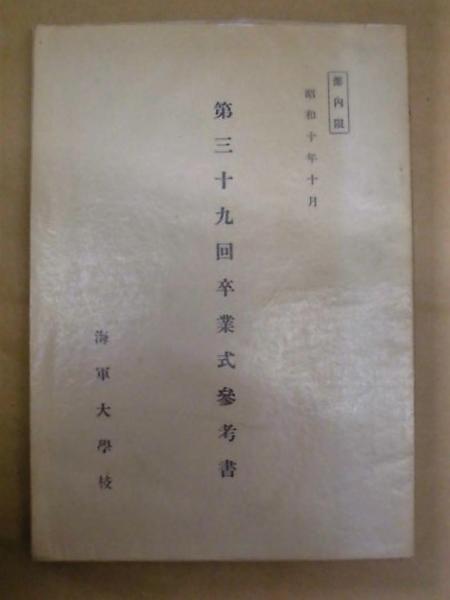 部內限
昭和十年十月
第三十九回卒業式參考書
海軍大學校